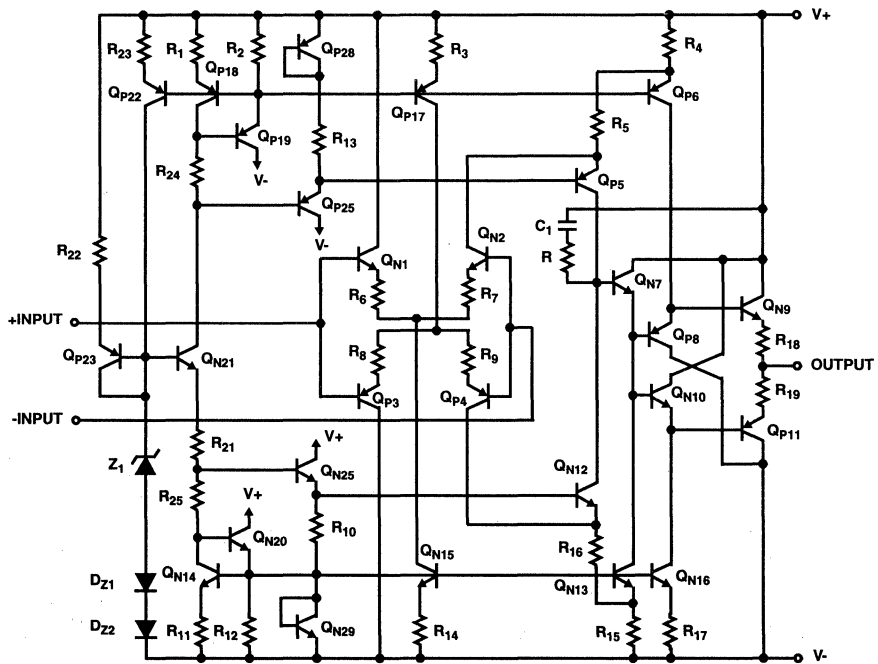 V+
R23
R1
R2
QP28
R3
R4
QP18
QP22
QP17
QP6
QP19
R13
R5
R24
V-
QP25
QP5
V-
C1
R22
QN1
QN2
R
QN7
R6
R7
QN9
+INPUT
QP8
R18
R8
R9
QP23
QN21
OUTPUT
QP3
QP4
QN10
R19
-INPUT
QP11
R21
V+
Z1
QN25
QN12
R25
V+
R10
QN20
QN15
R16
QN14
QN13
QN16
DZ1
QN29
DZ2
R11
R12
R14
R15
R17
V-